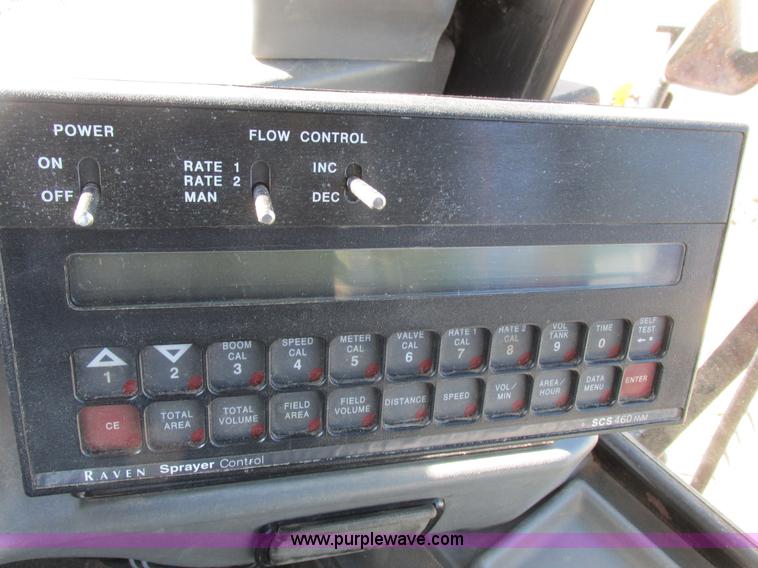 POWER
FLOW CONTROL
ON
OFF
RATE 1
RATE 2
MAN
INC
DEC
1
2
BOOM CAL 3
SPEED CAL 4
METER CAL 5
VALVE CAL 6
RATE 1 CAL 7
RATE 2 CAL 8
VOL TANK 9
TIME 0
SELF TEST
CE
TOTAL AREA
TOTAL VOLUME
FIELD AREA
FIELD VOLUME
DISTANCE
SPEED
VOL/ MIN
AREA/ HOUR
DATA MENU
ENTER
RAVEN Sprayer Control
SCS 460
www.purplewave.com